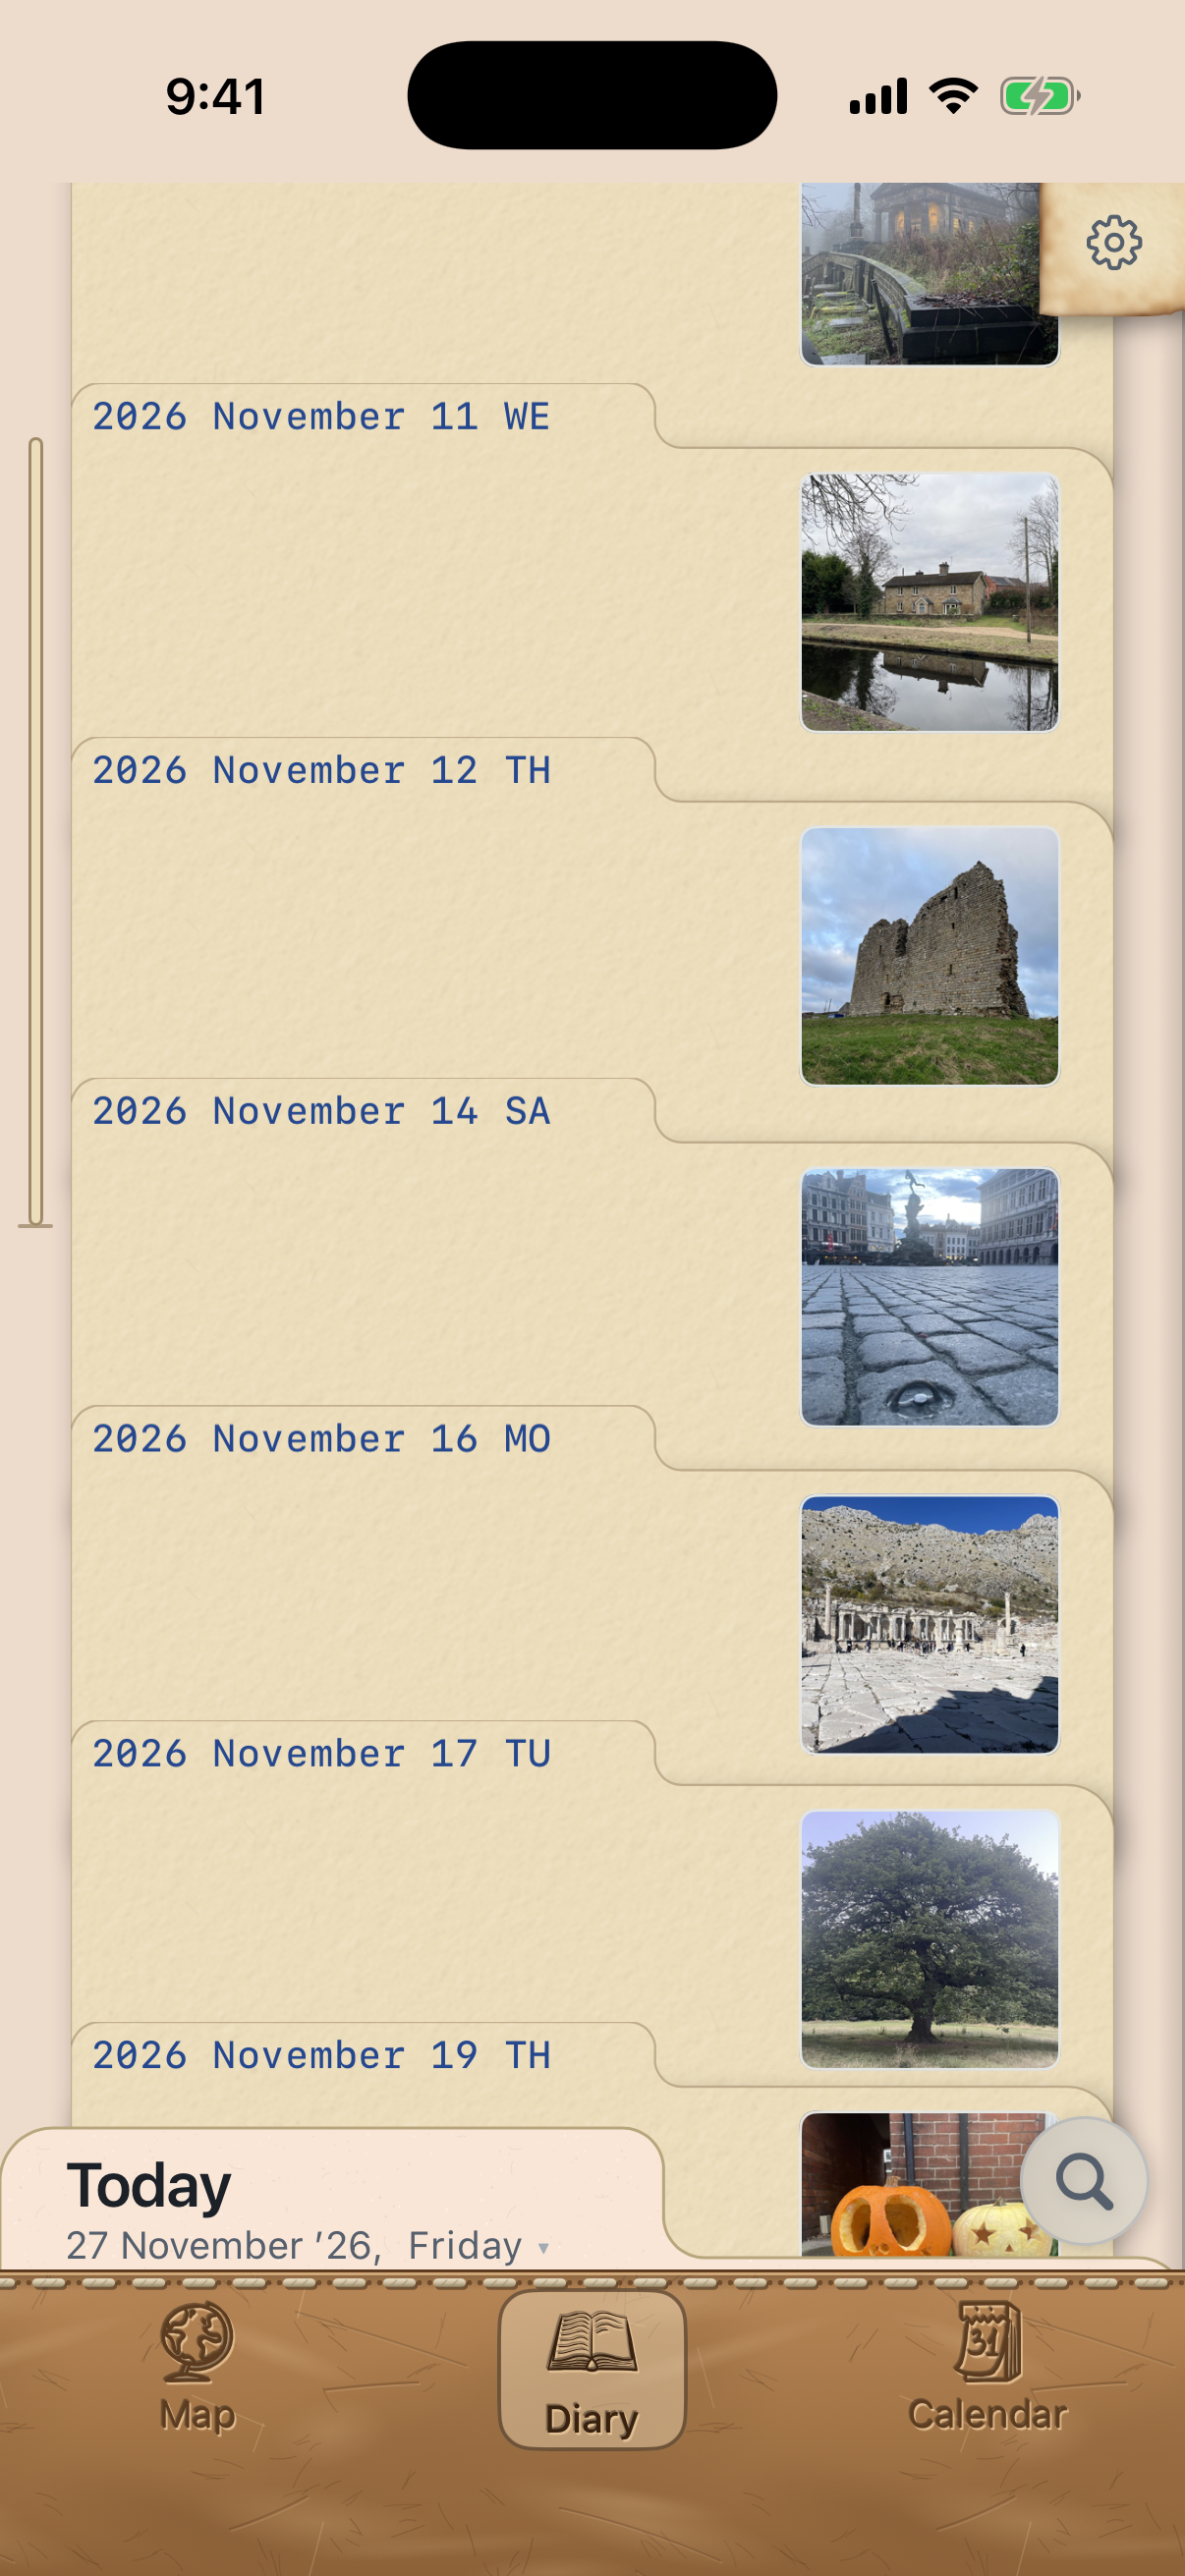 9:41
2026 November 11 WE
2026 November 12 TH
2026 November 14 SA
2026 November 16 MO
2026 November 17 TU
2026 November 19 TH
Today
27 November ’26, Friday ▾
31
Map
Diary
Calendar